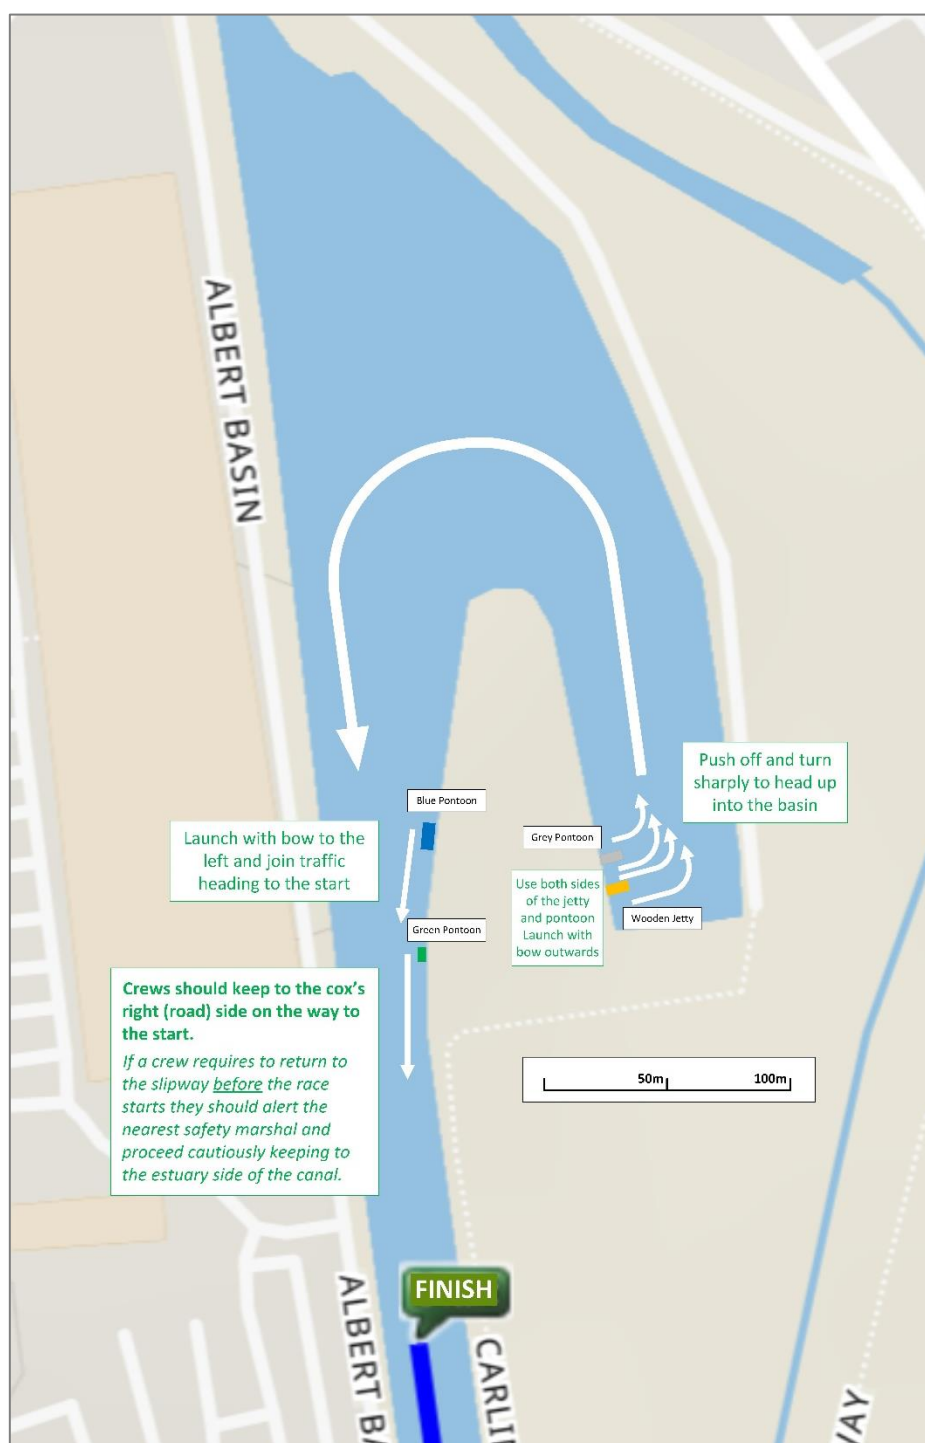 ALBERT BASIN
Push off and turn
sharply to head up
into the basin
Blue Pontoon
Launch with bow to the
left and join traffic
heading to the start
Grey Pontoon
Use both sides
of the jetty
and pontoon
Launch with
bow outwards
Wooden Jetty
Green Pontoon
Crews should keep to the cox's
right (road) side on the way to
the start.
If a crew requires to return to
the slipway before the race
starts they should alert the
nearest safety marshal and
proceed cautiously keeping to
the estuary side of the canal.
50m
100m
FINISH
ALBERT BA
CARLIN
WAY